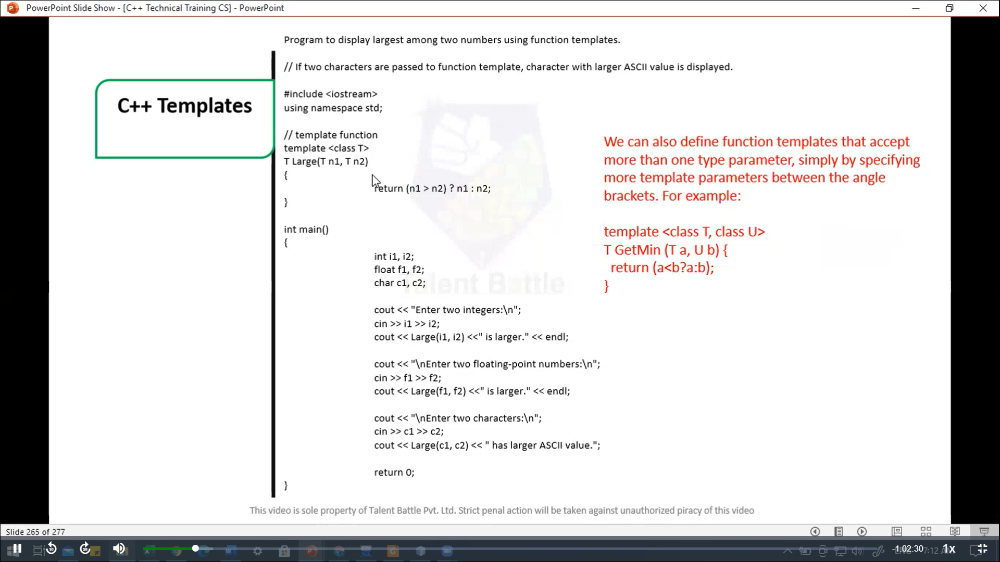 PowerPoint Slide Show - [C++ Technical Training CS] - PowerPoint
Program to display largest among two numbers using function templates.
// If two characters are passed to function template, character with larger ASCII value is displayed.
C++ Templates
#include <iostream>
using namespace std;
// template function
template <class T>
T Large(T n1, T n2)
{
return (n1 > n2) ? n1 : n2;
}
int main()
{
int i1, i2;
float f1, f2;
char c1, c2;
cout << "Enter two integers:\n";
cin >> i1 >> i2;
cout << Large(i1, i2) <<" is larger." << endl;
cout << "\nEnter two floating-point numbers:\n";
cin >> f1 >> f2;
cout << Large(f1, f2) <<" is larger." << endl;
cout << "\nEnter two characters:\n";
cin >> c1 >> c2;
cout << Large(c1, c2) << " has larger ASCII value.";
return 0;
}
We can also define function templates that accept
more than one type parameter, simply by specifying
more template parameters between the angle
brackets. For example:
template <class T, class U>
T GetMin (T a, U b) {
return (a<b?a:b);
}
Talent Battle
This video is sole property of Talent Battle Pvt. Ltd. Strict penal action will be taken against unauthorized piracy of this video
Slide 265 of 277
10
30
-1:02:30
7:12 AM
1x